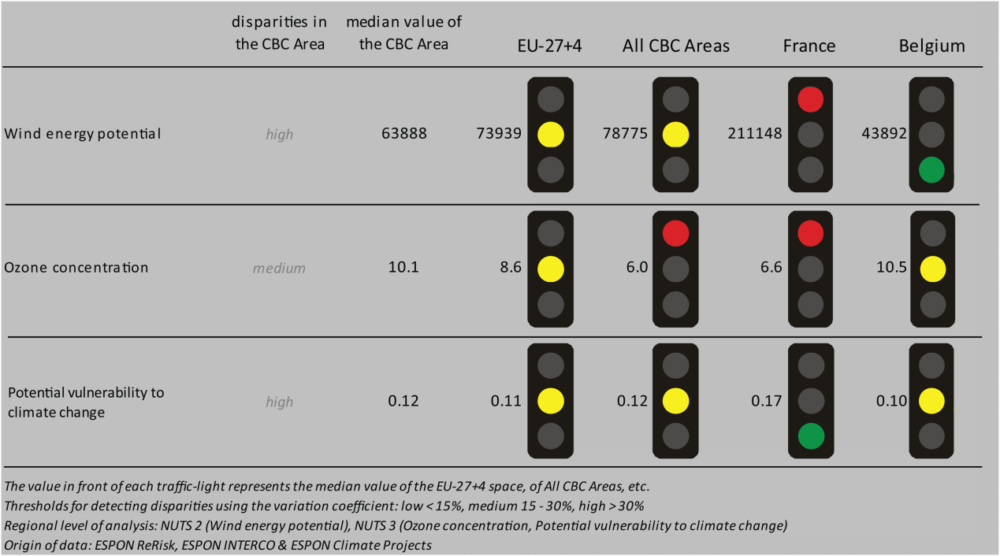 disparities in median value of
the CBC Area the CBC Area EU-27+4 All CBC Areas France Belgium
Wind energy potential high 63888 73939 78775 211148 43892
Ozone concentration medium 10.1 8.6 6.0 6.6 10.5
Potential vulnerability to
climate change high 0.12 0.11 0.12 0.17 0.10
The value in front of each traffic-light represents the median value of the EU-27+4 space, of All CBC Areas, etc.
Thresholds for detecting disparities using the variation coefficient: low < 15%, medium 15 - 30%, high > 30%
Regional level of analysis: NUTS 2 (Wind energy potential), NUTS 3 (Ozone concentration, Potential vulnerability to climate change)
Origin of data: ESPON ReRisk, ESPON INTERCO & ESPON Climate Projects